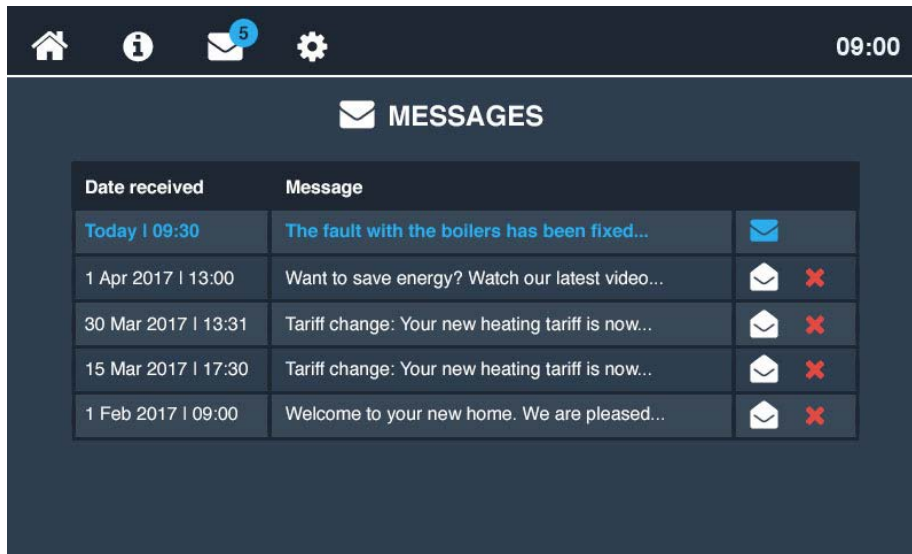 5
09:00
MESSAGES
Date received Message
Today | 09:30 The fault with the boilers has been fixed...
1 Apr 2017 | 13:00 Want to save energy? Watch our latest video...
30 Mar 2017 | 13:31 Tariff change: Your new heating tariff is now...
15 Mar 2017 | 17:30 Tariff change: Your new heating tariff is now...
1 Feb 2017 | 09:00 Welcome to your new home. We are pleased...